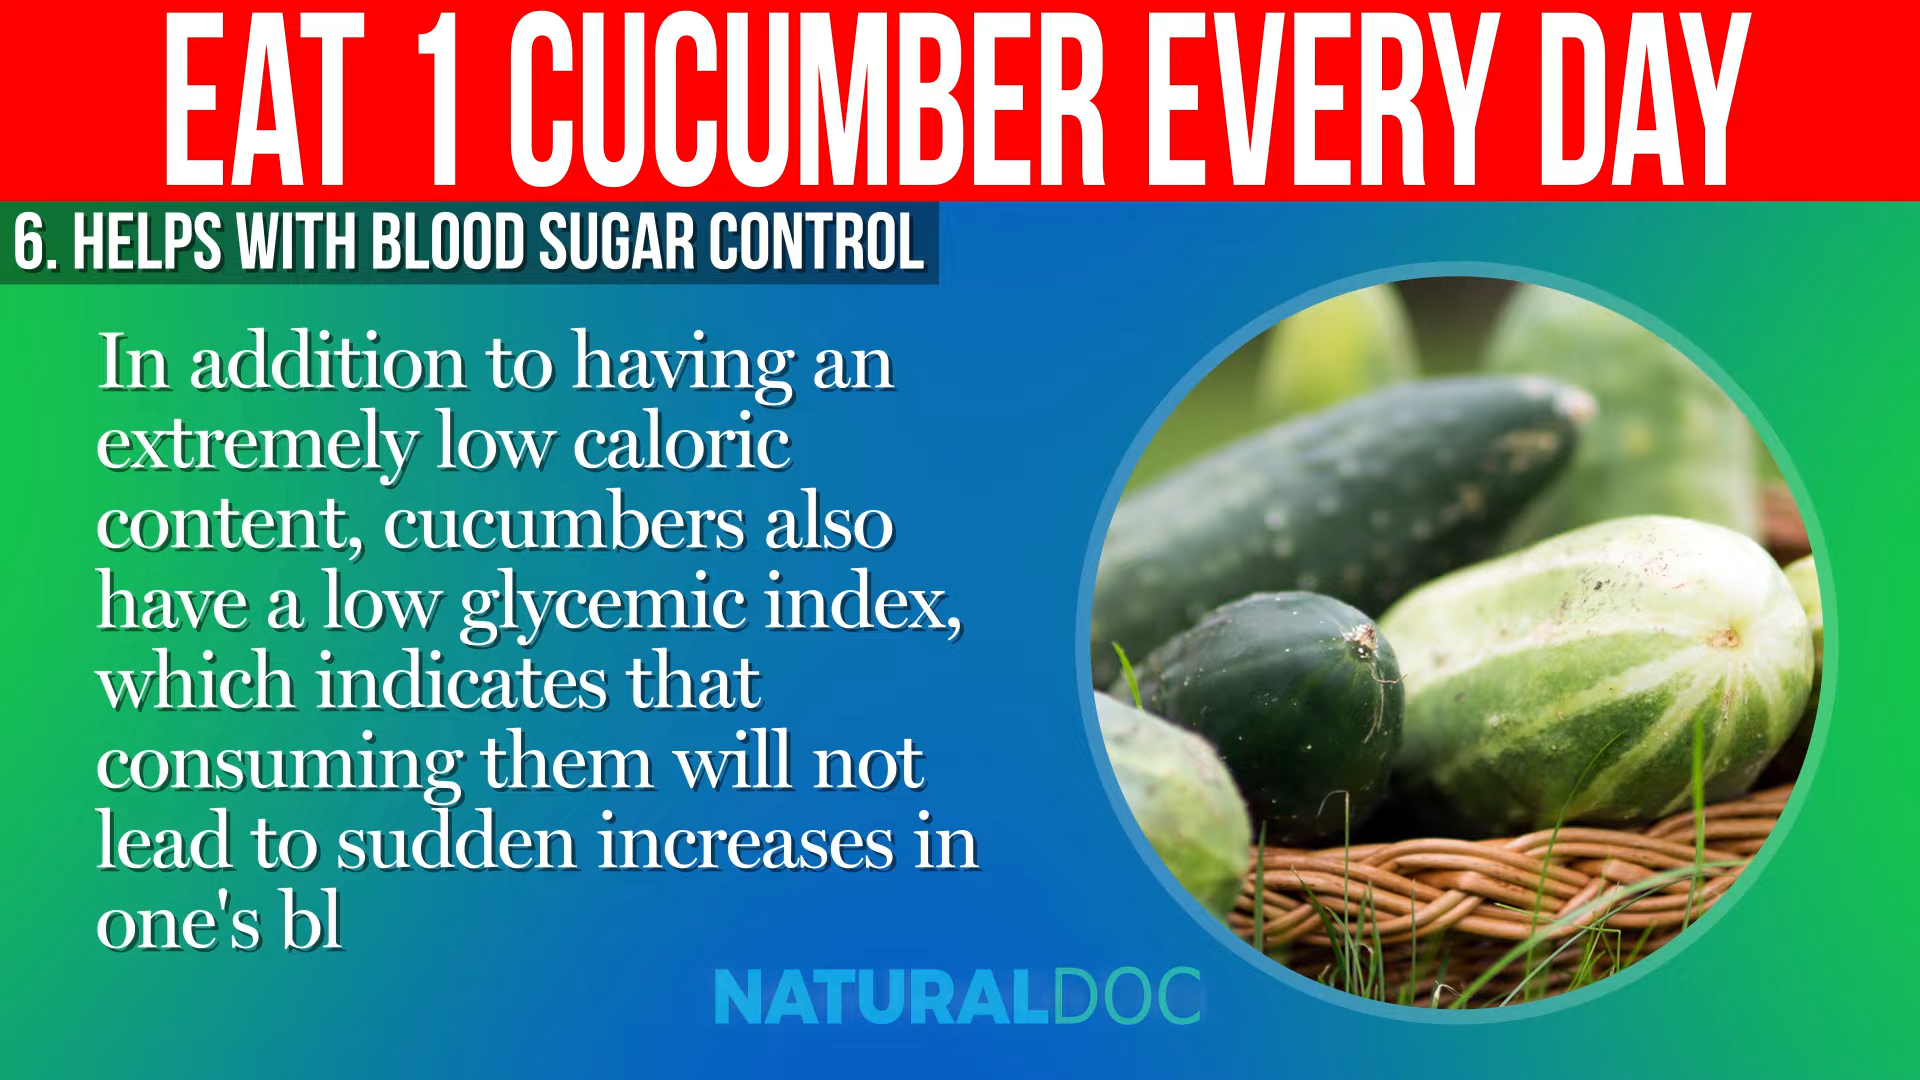 EAT 1 CUCUMBER EVERY DAY
6. HELPS WITH BLOOD SUGAR CONTROL
In addition to having an
extremely low caloric
content, cucumbers also
have a low glycemic index,
which indicates that
consuming them will not
lead to sudden increases in
one's bl
NATURALDOC